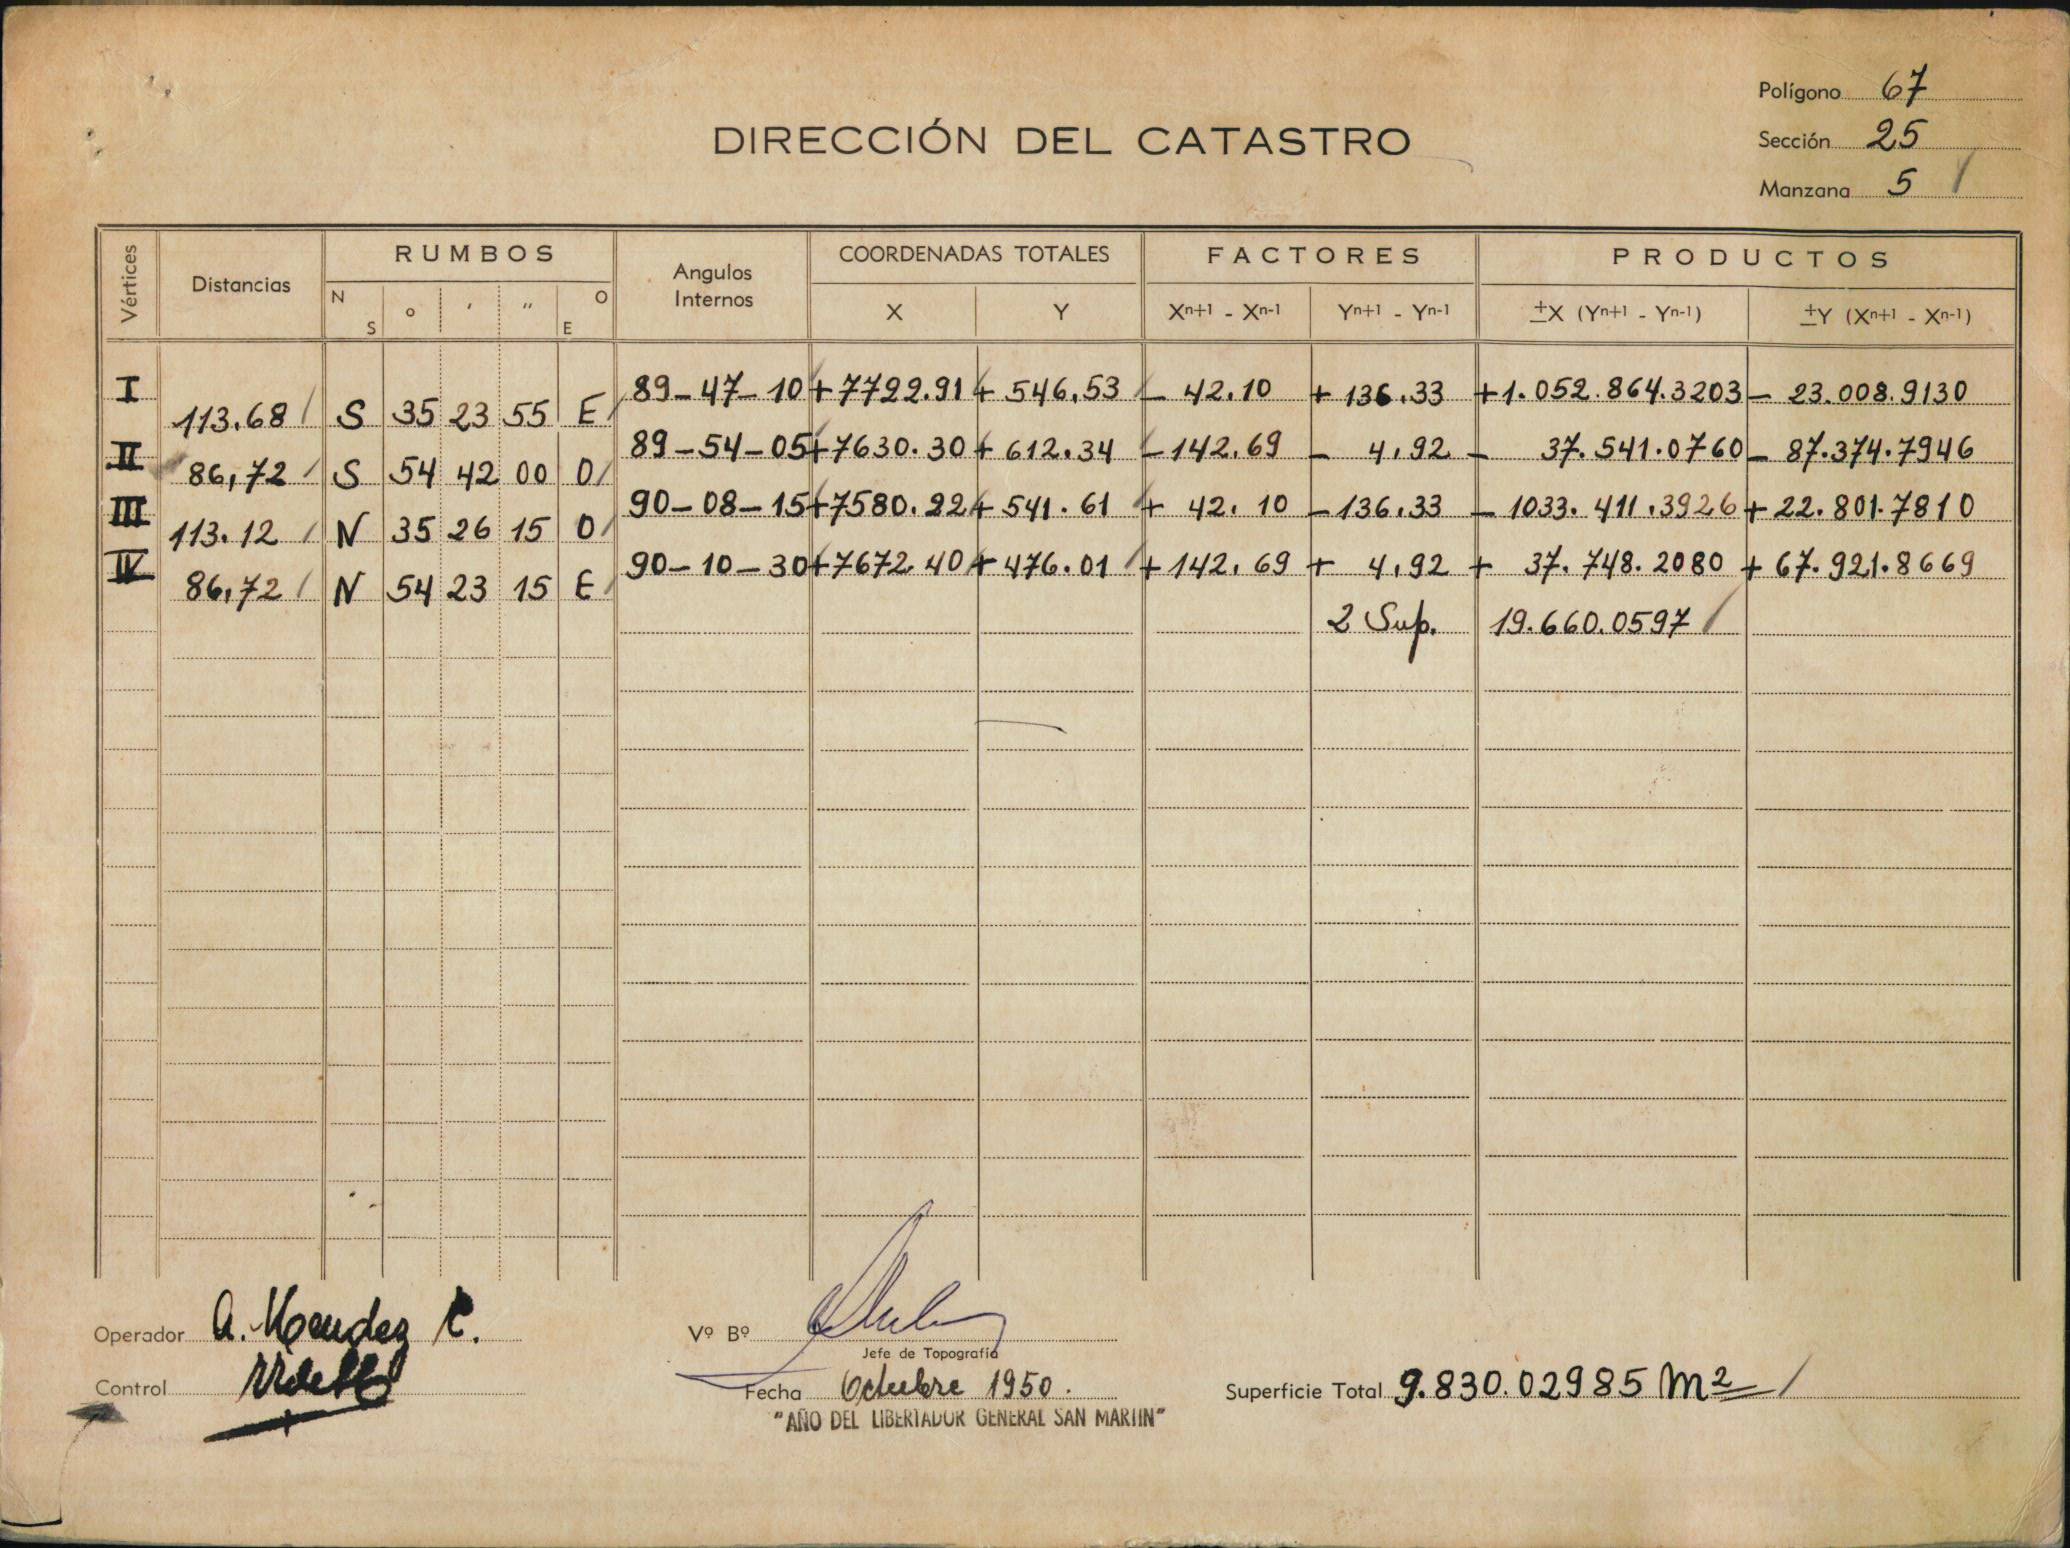 Polígono 67
DIRECCIÓN DEL CATASTRO
Sección 25
Manzana 5
Vértices Distancias RUMBOS N S ° ' " O E Angulos Internos COORDENADAS TOTALES X Y FACTORES Xn+1 - Xn-1 Yn+1 - Yn-1 PRODUCTOS ±X (Yn+1 - Yn-1) ±Y (Xn+1 - Xn-1)
I 89-47-10 +7722.91 + 546,53 - 42.10 + 136.33 +1.052.864.3203 - 23.008.9130
113.68 S 35 23 55 E
II 89-54-05 +7630.30 + 612.34 -142.69 - 4,92 - 37.541.0760 - 87.374.7946
86,72 S 54 42 00 O
III 90-08-15 +7580.22 + 541.61 + 42.10 -136.33 - 1033.411.3926 + 22.801.7810
113.12 N 35 26 15 O
IV 90-10-30 +7672.40 + 476.01 +142.69 + 4,92 + 37.748.2080 + 67.921.8669
86,72 N 54 23 15 E
2 Sup. 19.660.0597
Operador A. Mendez C.
Vº Bº
Jefe de Topografía
Control
Fecha Octubre 1950.
Superficie Total 9.830.02985 m2
"AÑO DEL LIBERTADOR GENERAL SAN MARTIN"